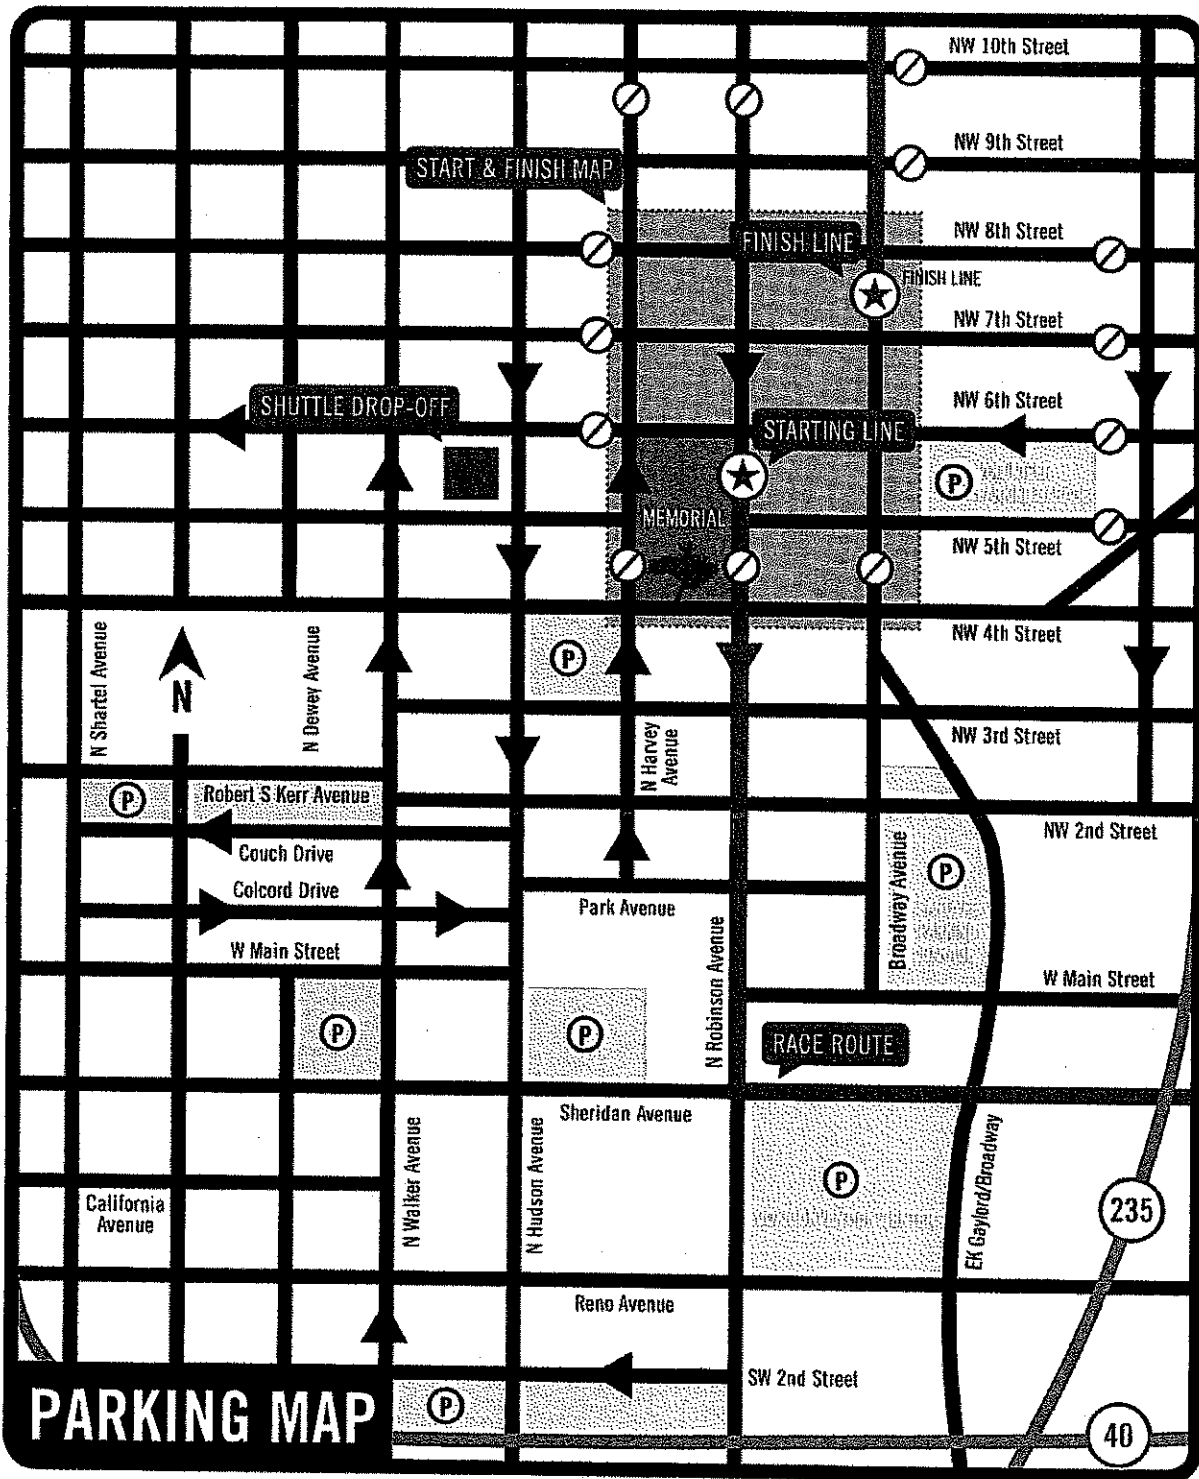 NW 10th Street
NW 9th Street
START & FINISH MAP
NW 8th Street
FINISH LINE
FINISH LINE
NW 7th Street
NW 6th Street
SHUTTLE DROP-OFF
STARTING LINE
P
MEMORIAL
NW 5th Street
NW 4th Street
P
N Shartel Avenue
N
N Dewey Avenue
N Harvey
Avenue
NW 3rd Street
P
Robert S Kerr Avenue
NW 2nd Street
Couch Drive
Colcord Drive
Park Avenue
Broadway Avenue
P
W Main Street
N Robinson Avenue
W Main Street
P
P
RACE ROUTE
Sheridan Avenue
N Walker Avenue
N Hudson Avenue
P
EK Gaylord/Broadway
California
Avenue
235
Reno Avenue
SW 2nd Street
PARKING MAP
P
40